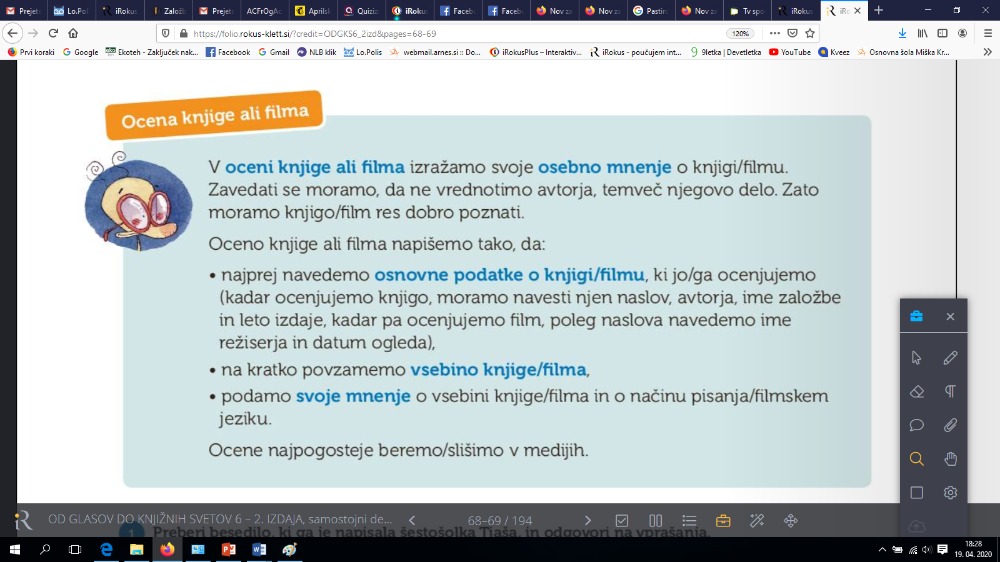 Prejeto
Lo.Poli
iRokus
Založb
Prejeto
ACFrOgAc
Aprilsk
Quizizz
iRokus
Facebo
Facebo
Nov za
Nov za
Pastirc
Nov za
Tv spo
iRokus
iRo
https://folio.rokus-klett.si/?credit=ODGKS6_2izd&pages=68-69
120%
Prvi koraki
Google
Ekoteh - Zaključek nak...
Facebook
Gmail
NLB klik
Lo.Polis
webmail.arnes.si :: Do...
iRokusPlus – Interaktiv...
iRokus - poučujem int...
9letka | Devetletka
YouTube
Kveez
Osnovna šola Miška Kr...
Ocena knjige ali filma
V oceni knjige ali filma izražamo svoje osebno mnenje o knjigi/filmu.
Zavedati se moramo, da ne vrednotimo avtorja, temveč njegovo delo. Zato
moramo knjigo/film res dobro poznati.
Oceno knjige ali filma napišemo tako, da:
• najprej navedemo osnovne podatke o knjigi/filmu, ki jo/ga ocenjujemo
(kadar ocenjujemo knjigo, moramo navesti njen naslov, avtorja, ime založbe
in leto izdaje, kadar pa ocenjujemo film, poleg naslova navedemo ime
režiserja in datum ogleda),
• na kratko povzamemo vsebino knjige/filma,
• podamo svoje mnenje o vsebini knjige/filma in o načinu pisanja/filmskem
jeziku.
Ocene najpogosteje beremo/slišimo v medijih.
OD GLASOV DO KNJIŽNIH SVETOV 6 – 2. IZDAJA, samostojni de...
68–69 / 194
1 Preberi besedilo, ki ga je napisala šestošolka Tjaša, in odgovori na vprašanja.
18:28
19. 04. 2020